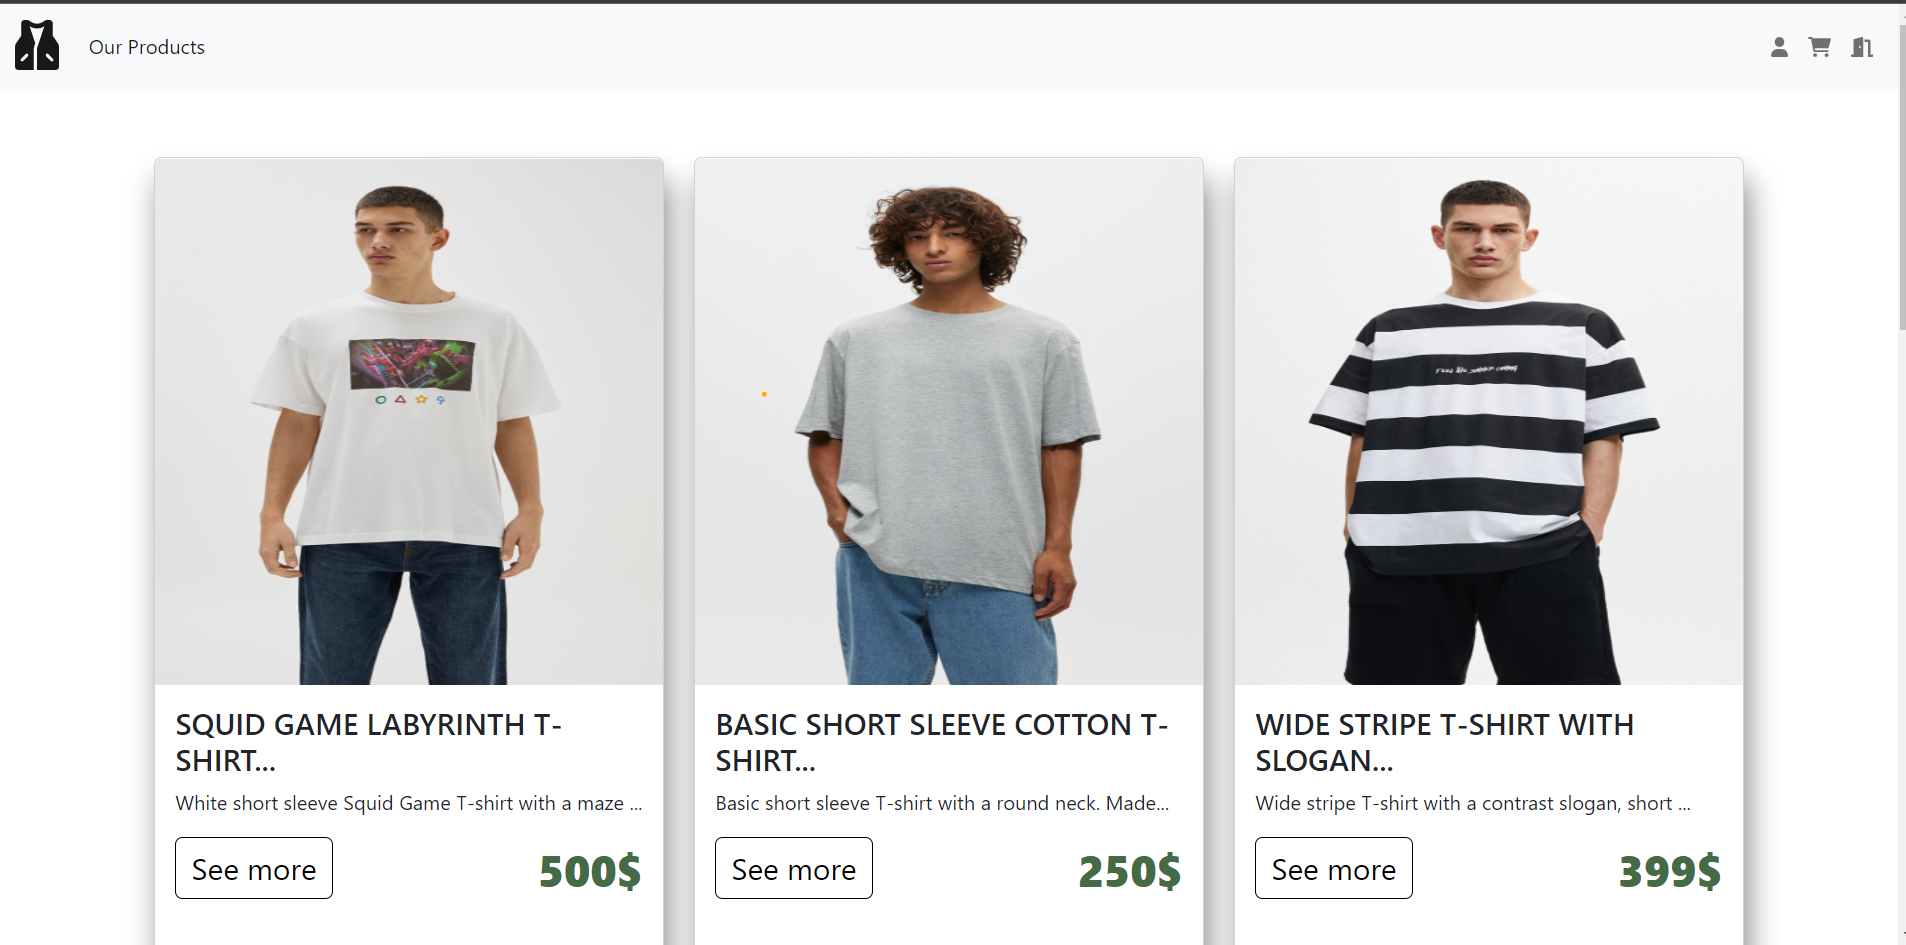 Our Products
SQUID GAME LABYRINTH T-
SHIRT...
White short sleeve Squid Game T-shirt with a maze ...
See more
500$
BASIC SHORT SLEEVE COTTON T-
SHIRT...
Basic short sleeve T-shirt with a round neck. Made...
See more
250$
WIDE STRIPE T-SHIRT WITH
SLOGAN...
Wide stripe T-shirt with a contrast slogan, short ...
See more
399$